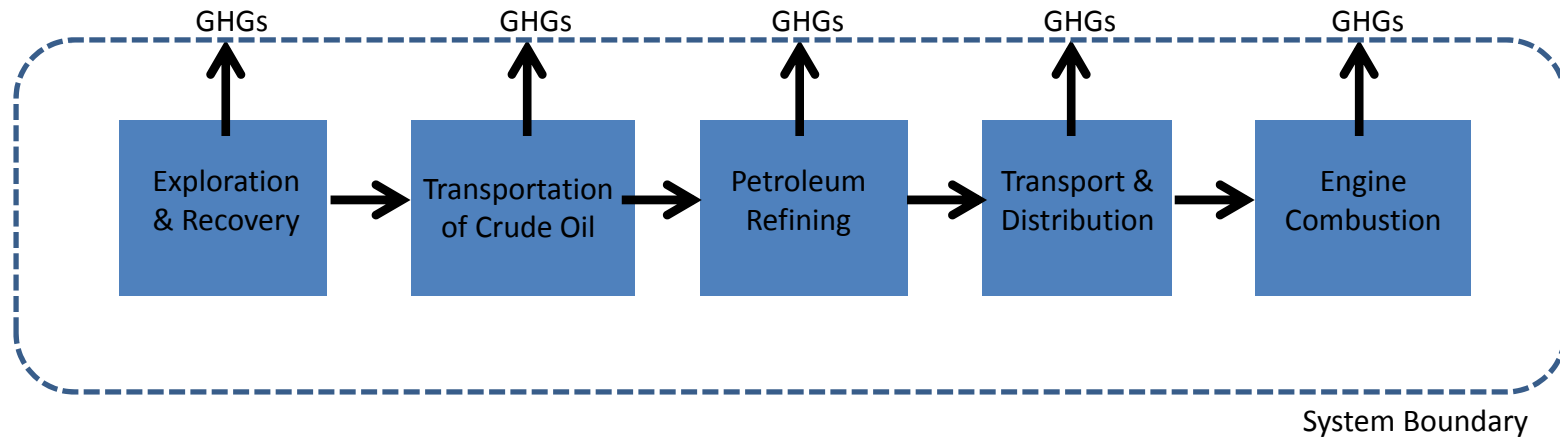 GHGs
GHGs
GHGs
GHGs
GHGs
Exploration
& Recovery
Transportation
of Crude Oil
Petroleum
Refining
Transport &
Distribution
Engine
Combustion
System Boundary